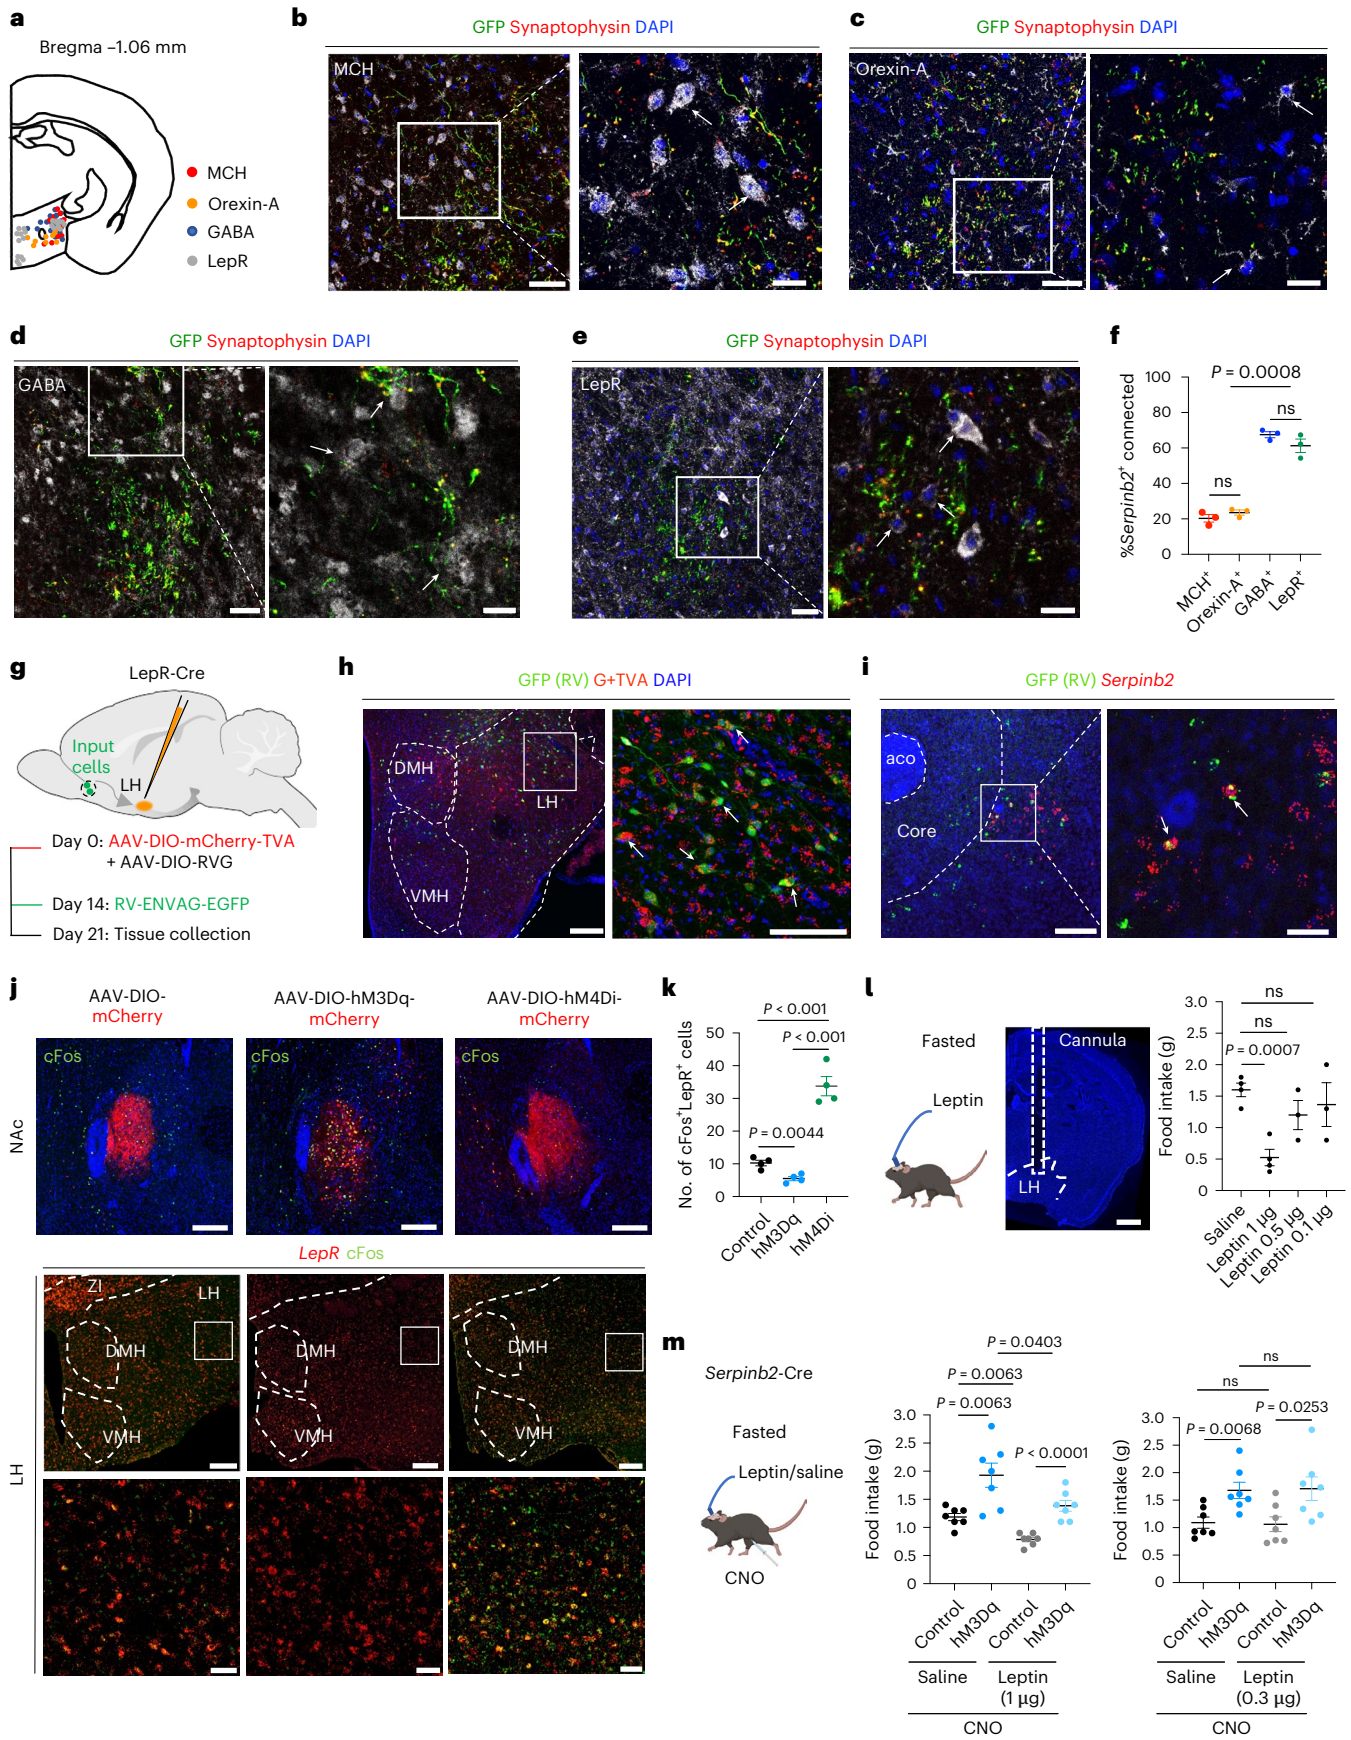 a
Bregma –1.06 mm
MCH
Orexin-A
GABA
LepR
b
GFP Synaptophysin DAPI
MCH
c
GFP Synaptophysin DAPI
Orexin-A
d
GFP Synaptophysin DAPI
GABA
e
GFP Synaptophysin DAPI
LepR
f
%Serpinb2+ connected
100
80
60
40
20
0
P = 0.0008
ns
ns
MCH+
Orexin-A+
GABA+
LepR+
g
LepR-Cre
Input
cells
LH
Day 0: AAV-DIO-mCherry-TVA
+ AAV-DIO-RVG
Day 14: RV-ENVAG-EGFP
Day 21: Tissue collection
h
GFP (RV) G+TVA DAPI
DMH
LH
VMH
i
GFP (RV) Serpinb2
aco
Core
j
AAV-DIO-
mCherry
AAV-DIO-hM3Dq-
mCherry
AAV-DIO-hM4Di-
mCherry
NAc
cFos
cFos
cFos
LepR cFos
LH
ZI
LH
DMH
VMH
DMH
VMH
DMH
VMH
k
No. of cFos+LepR+ cells
50
40
30
20
10
0
P < 0.001
P < 0.001
P = 0.0044
Control
hM3Dq
hM4Di
l
Fasted
Leptin
Cannula
LH
Food intake (g)
3.0
2.5
2.0
1.5
1.0
0.5
0
ns
ns
P = 0.0007
Saline
Leptin 1 µg
Leptin 0.5 µg
Leptin 0.1 µg
m
Serpinb2-Cre
Fasted
Leptin/saline
CNO
Food intake (g)
3.0
2.5
2.0
1.5
1.0
0.5
0
P = 0.0403
P = 0.0063
P = 0.0063
P < 0.0001
Control
hM3Dq
Control
hM3Dq
Saline
Leptin
(1 µg)
CNO
Food intake (g)
3.0
2.5
2.0
1.5
1.0
0.5
0
ns
ns
P = 0.0253
P = 0.0068
Control
hM3Dq
Control
hM3Dq
Saline
Leptin
(0.3 µg)
CNO